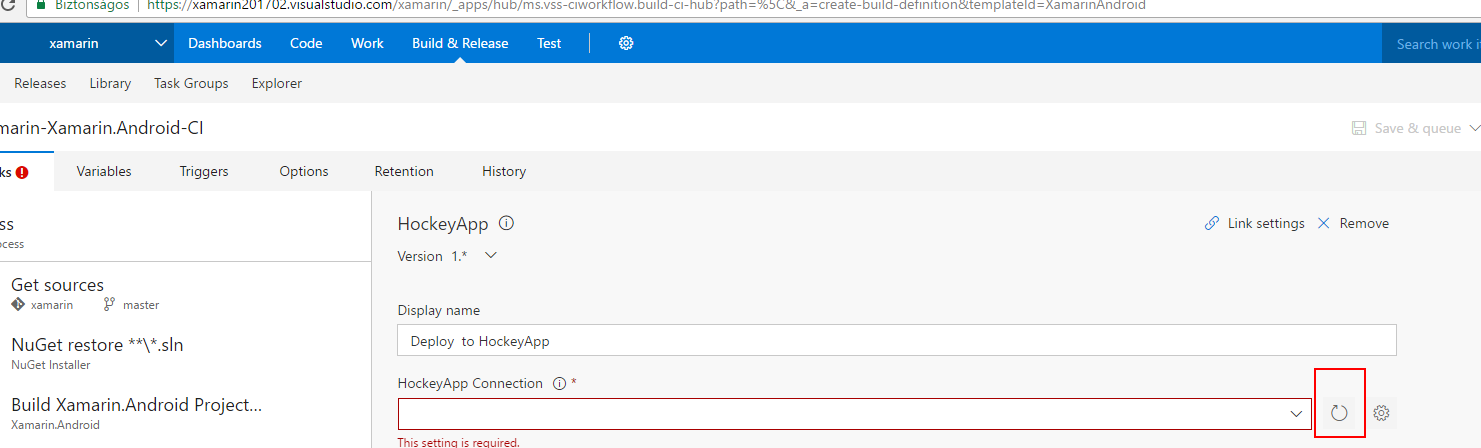 Biztonságos https://xamarin201702.visualstudio.com/xamarin/_apps/hub/ms.vss-ciworkflow.build-ci-hub?path=%5C&_a=create-build-definition&templateId=XamarinAndroid
xamarin Dashboards Code Work Build & Release Test Search work it
Releases Library Task Groups Explorer
marin-Xamarin.Android-CI Save & queue
ks Variables Triggers Options Retention History
ss
ocess
HockeyApp Link settings Remove
Version 1.*
Get sources
xamarin master
Display name
Deploy to HockeyApp
NuGet restore **\*.sln
NuGet Installer
HockeyApp Connection *
Build Xamarin.Android Project...
Xamarin.Android
This setting is required.